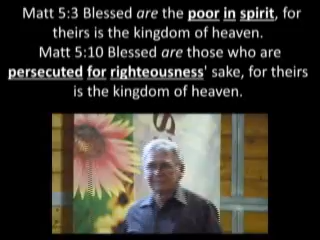 Matt 5:3 Blessed are the poor in spirit, for
theirs is the kingdom of heaven.
Matt 5:10 Blessed are those who are
persecuted for righteousness' sake, for theirs
is the kingdom of heaven.